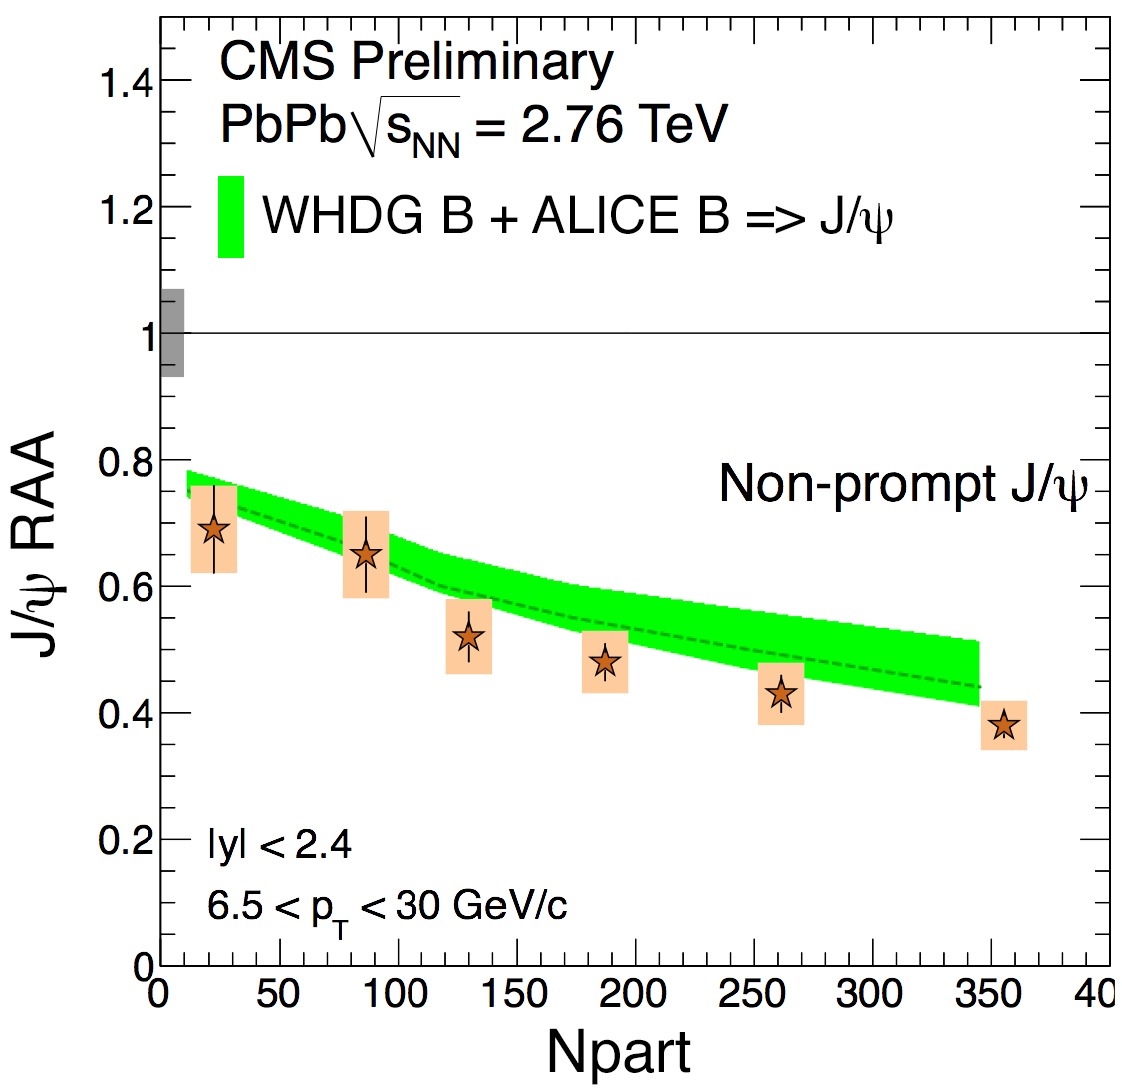 CMS Preliminary
PbPb √sNN = 2.76 TeV
WHDG B + ALICE B => J/ψ
1.4
1.2
1
0.8
0.6
0.4
0.2
0
J/ψ RAA
Non-prompt J/ψ
|y| < 2.4
6.5 < pT < 30 GeV/c
0 50 100 150 200 250 300 350 40
Npart